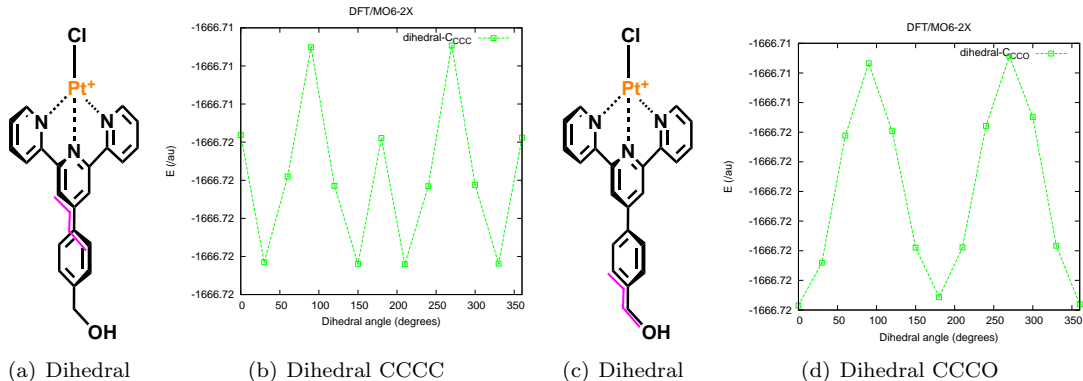 Cl
Pt+
N N
N
OH
(a) Dihedral
DFT/MO6-2X
dihedral-C_CCC
E (/au)
-1666.71
-1666.71
-1666.71
-1666.72
-1666.72
-1666.72
-1666.72
-1666.72
0 50 100 150 200 250 300 350
Dihedral angle (degrees)
(b) Dihedral CCCC
Cl
Pt+
N N
N
OH
(c) Dihedral
DFT/MO6-2X
dihedral-C_CCO
E (/au)
-1666.71
-1666.71
-1666.71
-1666.72
-1666.72
-1666.72
-1666.72
-1666.72
-1666.72
-1666.72
0 50 100 150 200 250 300 350
Dihedral angle (degrees)
(d) Dihedral CCCO